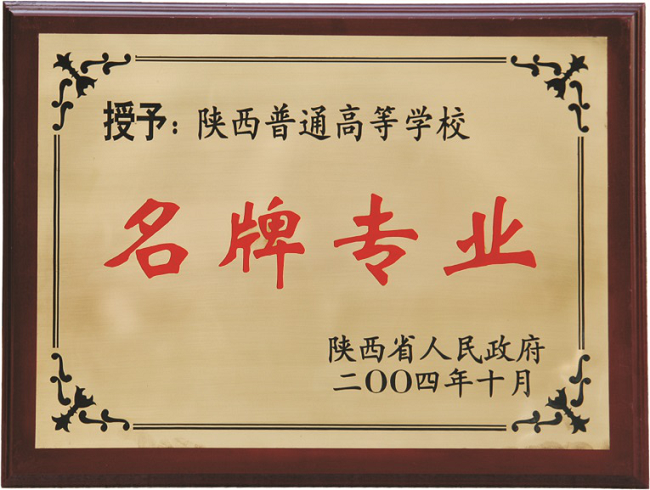 授予：陕西普通高等学校
名牌专业
陕西省人民政府
二〇〇四年十月